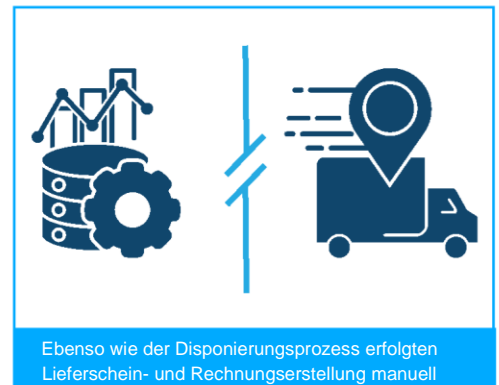 Ebenso wie der Disponierungsprozess erfolgten
Lieferschein- und Rechnungserstellung manuell